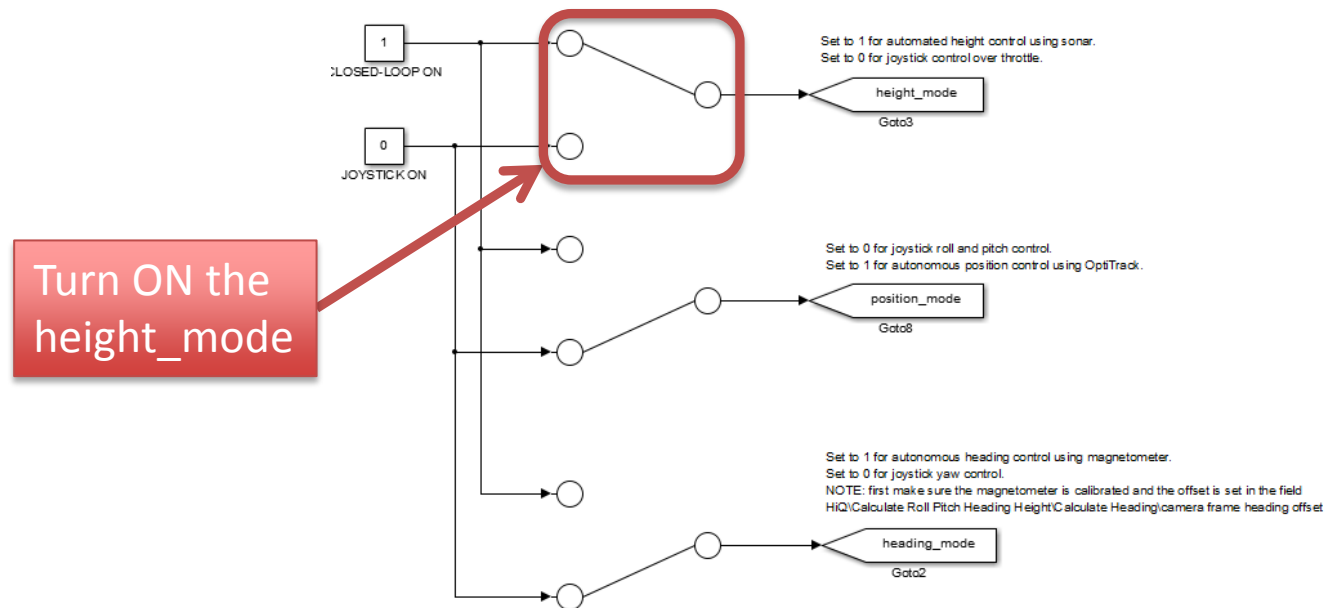 1
CLOSED-LOOP ON
0
JOYSTICK ON
Set to 1 for automated height control using sonar.
Set to 0 for joystick control over throttle.
height_mode
Goto3
Turn ON the
height_mode
Set to 0 for joystick roll and pitch control.
Set to 1 for autonomous position control using OptiTrack.
position_mode
Goto8
Set to 1 for autonomous heading control using magnetometer.
Set to 0 for joystick yaw control.
NOTE: first make sure the magnetometer is calibrated and the offset is set in the field
HiQ\Calculate Roll Pitch Heading Height\Calculate Heading\camera frame heading offset
heading_mode
Goto2